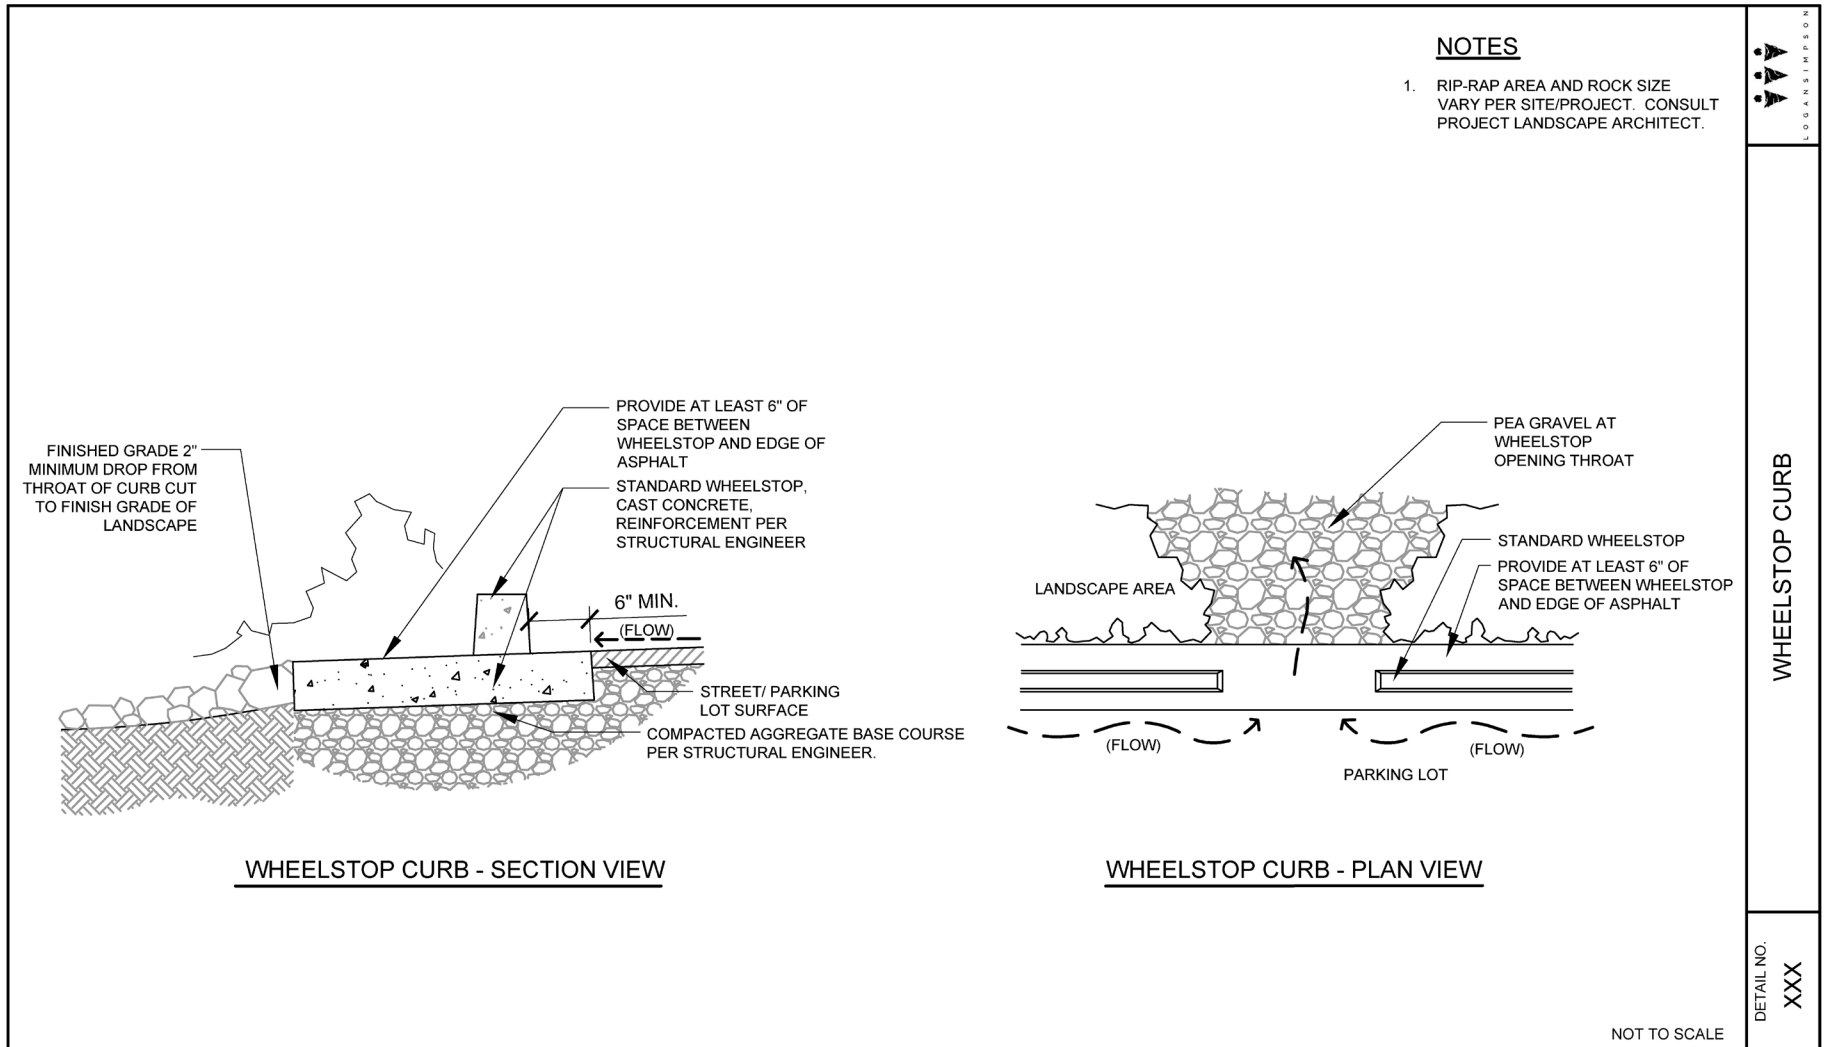 NOTES
1. RIP-RAP AREA AND ROCK SIZE
VARY PER SITE/PROJECT. CONSULT
PROJECT LANDSCAPE ARCHITECT.
LOGANSIMPSON
FINISHED GRADE 2"
MINIMUM DROP FROM
THROAT OF CURB CUT
TO FINISH GRADE OF
LANDSCAPE
PROVIDE AT LEAST 6" OF
SPACE BETWEEN
WHEELSTOP AND EDGE OF
ASPHALT
STANDARD WHEELSTOP,
CAST CONCRETE,
REINFORCEMENT PER
STRUCTURAL ENGINEER
6" MIN.
(FLOW)
STREET/ PARKING
LOT SURFACE
COMPACTED AGGREGATE BASE COURSE
PER STRUCTURAL ENGINEER.
WHEELSTOP CURB - SECTION VIEW
PEA GRAVEL AT
WHEELSTOP
OPENING THROAT
STANDARD WHEELSTOP
PROVIDE AT LEAST 6" OF
SPACE BETWEEN WHEELSTOP
AND EDGE OF ASPHALT
LANDSCAPE AREA
(FLOW)
(FLOW)
PARKING LOT
WHEELSTOP CURB - PLAN VIEW
WHEELSTOP CURB
DETAIL NO.
XXX
NOT TO SCALE